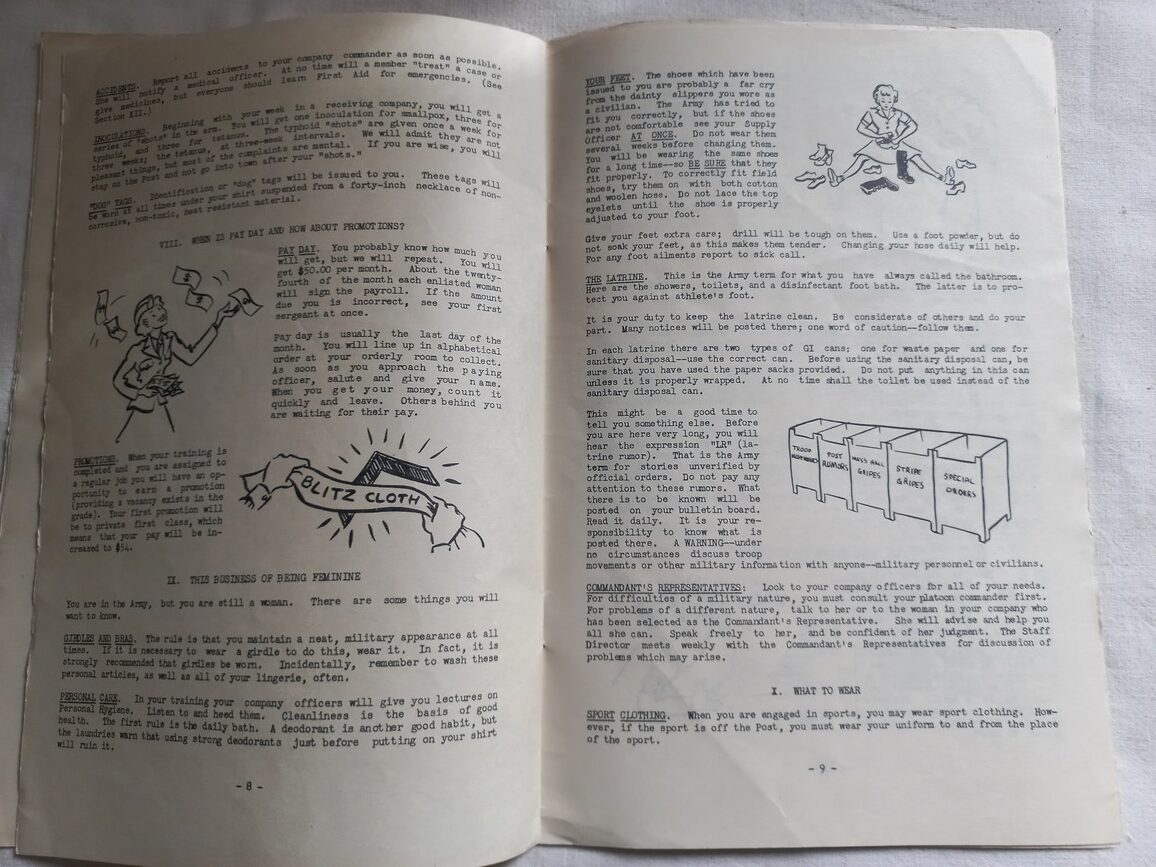 ACCIDENTS. Report all accidents to your company commander as soon as possible.
She will notify a medical officer. At no time will a member "treat" a case or
give medicines, but everyone should learn First Aid for emergencies. (See
Section XII.)
INOCULATIONS. Beginning with your week in a receiving company, you will get a
series of "shots" in the arm. You will get one inoculation for smallpox, three for
typhoid, and three for tetanus. The typhoid "shots" are given once a week for
three weeks; the tetanus, at three-week intervals. We will admit they are not
pleasant things, but most of the complaints are mental. If you are wise, you will
stay on the Post and not go into town after your "shots."
"DOG" TAGS. Identification or "dog" tags will be issued to you. These tags will
be worn at all times under your shirt suspended from a forty-inch necklace of non-
corrosive, non-toxic, heat resistant material.
VIII. WHEN IS PAY DAY AND HOW ABOUT PROMOTIONS?
PAY DAY. You probably know how much you
will get, but we will repeat. You will
get $50.00 per month. About the twenty-
fourth of the month each enlisted woman
will sign the payroll. If the amount
due you is incorrect, see your first
sergeant at once.
Pay day is usually the last day of the
month. You will line up in alphabetical
order at your orderly room to collect.
As soon as you approach the paying
officer, salute and give your name.
When you get your money, count it
quickly and leave. Others behind you
are waiting for their pay.
PROMOTIONS. When your training is
completed and you are assigned to
a regular job you will have an op-
portunity to earn a promotion
(providing a vacancy exists in the
grade). Your first promotion will
be to private first class, which
means that your pay will be in-
creased to $54.
BLITZ CLOTH
IX. THIS BUSINESS OF BEING FEMININE
You are in the Army, but you are still a woman. There are some things you will
want to know.
GIRDLES AND BRAS. The rule is that you maintain a neat, military appearance at all
times. If it is necessary to wear a girdle to do this, wear it. In fact, it is
strongly recommended that girdles be worn. Incidentally, remember to wash these
personal articles, as well as all of your lingerie, often.
PERSONAL CARE. In your training your company officers will give you lectures on
Personal Hygiene. Listen to and heed them. Cleanliness is the basis of good
health. The first rule is the daily bath. A deodorant is another good habit, but
the laundries warn that using strong deodorants just before putting on your shirt
will ruin it.
- 8 -
YOUR FEET. The shoes which have been
issued to you are probably a far cry
from the dainty slippers you wore as
a civilian. The Army has tried to
fit you correctly, but if the shoes
are not comfortable see your Supply
Officer AT ONCE. Do not wear them
several weeks before changing them.
You will be wearing the same shoes
for a long time--so BE SURE that they
fit properly. To correctly fit field
shoes, try them on with both cotton
and woolen hose. Do not lace the top
eyelets until the shoe is properly
adjusted to your foot.
Give your feet extra care; drill will be tough on them. Use a foot powder, but do
not soak your feet, as this makes them tender. Changing your hose daily will help.
For any foot ailments report to sick call.
THE LATRINE. This is the Army term for what you have always called the bathroom.
Here are the showers, toilets, and a disinfectant foot bath. The latter is to pro-
tect you against athlete's foot.
It is your duty to keep the latrine clean. Be considerate of others and do your
part. Many notices will be posted there; one word of caution--follow them.
In each latrine there are two types of GI cans; one for waste paper and one for
sanitary disposal--use the correct can. Before using the sanitary disposal can, be
sure that you have used the paper sacks provided. Do not put anything in this can
unless it is properly wrapped. At no time shall the toilet be used instead of the
sanitary disposal can.
This might be a good time to
tell you something else. Before
you are here very long, you will
hear the expression "LR" (la-
trine rumor). That is the Army
term for stories unverified by
official orders. Do not pay any
attention to these rumors. What
there is to be known will be
posted on your bulletin board.
Read it daily. It is your re-
sponsibility to know what is
posted there. A WARNING--under
no circumstances discuss troop
movements or other military information with anyone--military personnel or civilians.
TROOP
POST RUMORS
MESS HALL GRIPES
STRIPE GRIPES
SPECIAL ORDERS
COMMANDANT'S REPRESENTATIVES: Look to your company officers for all of your needs.
For difficulties of a military nature, you must consult your platoon commander first.
For problems of a different nature, talk to her or to the woman in your company who
has been selected as the Commandant's Representative. She will advise and help you
all she can. Speak freely to her, and be confident of her judgment. The Staff
Director meets weekly with the Commandant's Representatives for discussion of
problems which may arise.
X. WHAT TO WEAR
SPORT CLOTHING. When you are engaged in sports, you may wear sport clothing. How-
ever, if the sport is off the Post, you must wear your uniform to and from the place
of the sport.
- 9 -